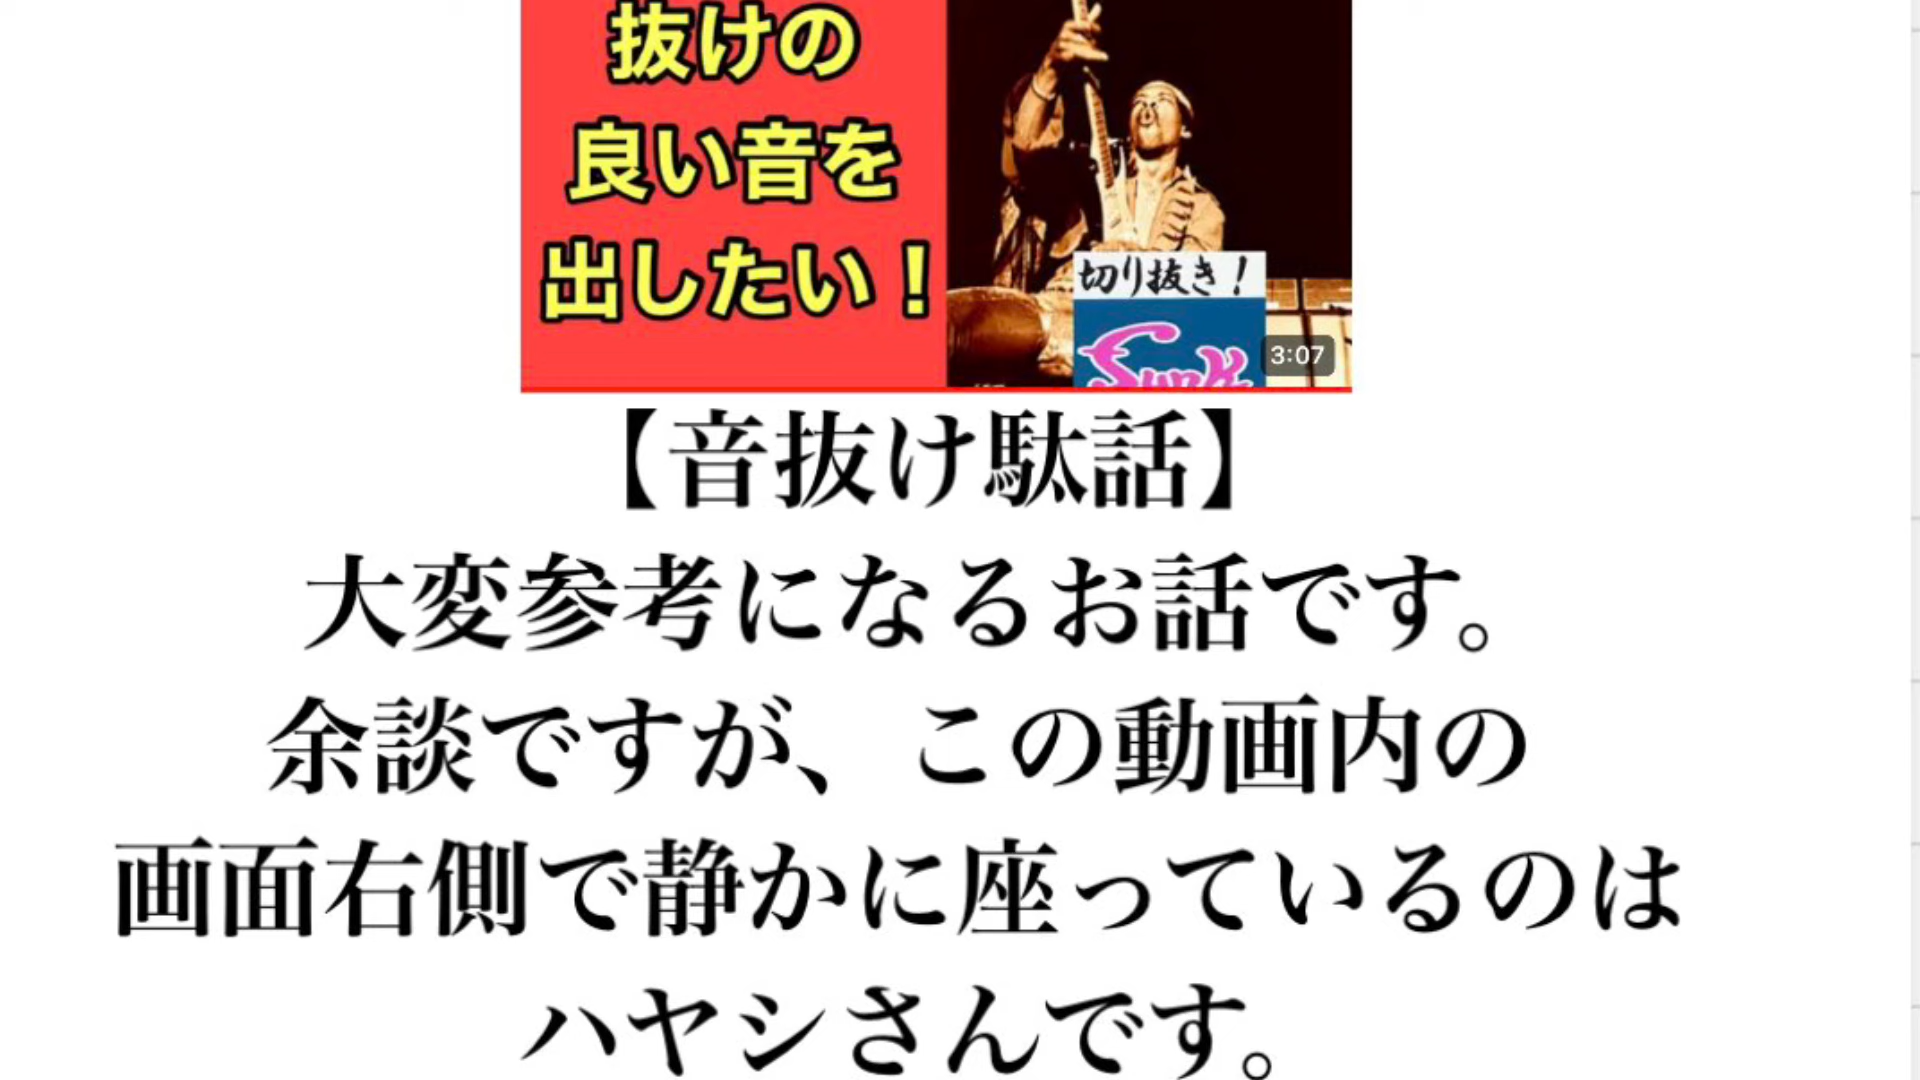 抜けの
良い音を
出したい！
切り抜き！
3:07
【音抜け駄話】
大変参考になるお話です。
余談ですが、この動画内の
画面右側で静かに座っているのは
ハヤシさんです。